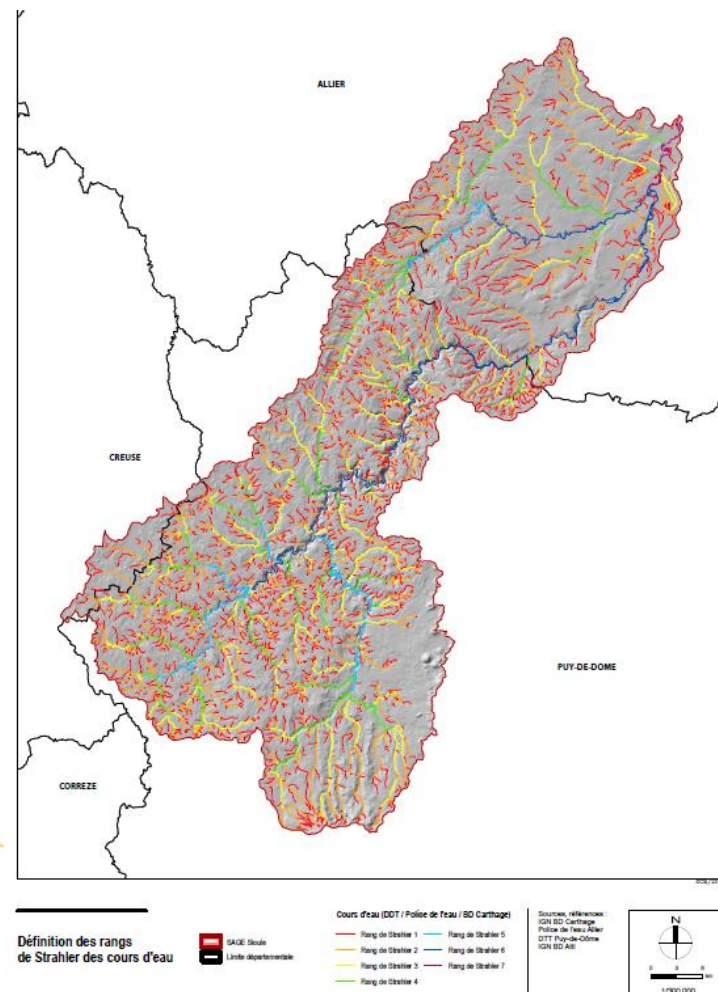 ALLIER
CREUSE
PUY-DE-DOME
CORREZE
Définition des rangs
de Strahler des cours d'eau
SAGE Sioule
Limite départementale
Cours d'eau (DDT / Police de l'eau / BD Carthage)
Rang de Strahler 1
Rang de Strahler 2
Rang de Strahler 3
Rang de Strahler 4
Rang de Strahler 5
Rang de Strahler 6
Rang de Strahler 7
Sources, références :
IGN BD Carthage
Police de l'eau Allier
DTT Puy-de-Dôme
IGN BD Alti
N
1/300 000